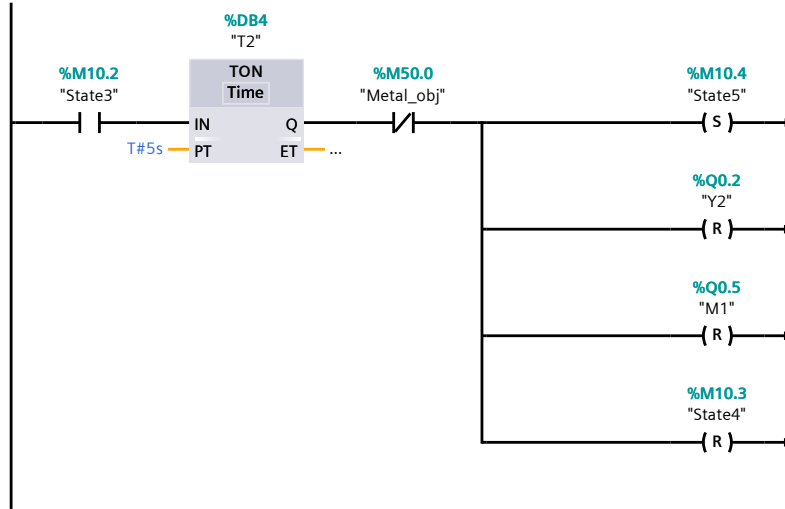 %DB4
"T2"
%M10.2
"State3"
TON
Time
%M50.0
"Metal_obj"
%M10.4
"State5"
IN
Q
S
T#5s
PT
ET
...
%Q0.2
"Y2"
R
%Q0.5
"M1"
R
%M10.3
"State4"
R